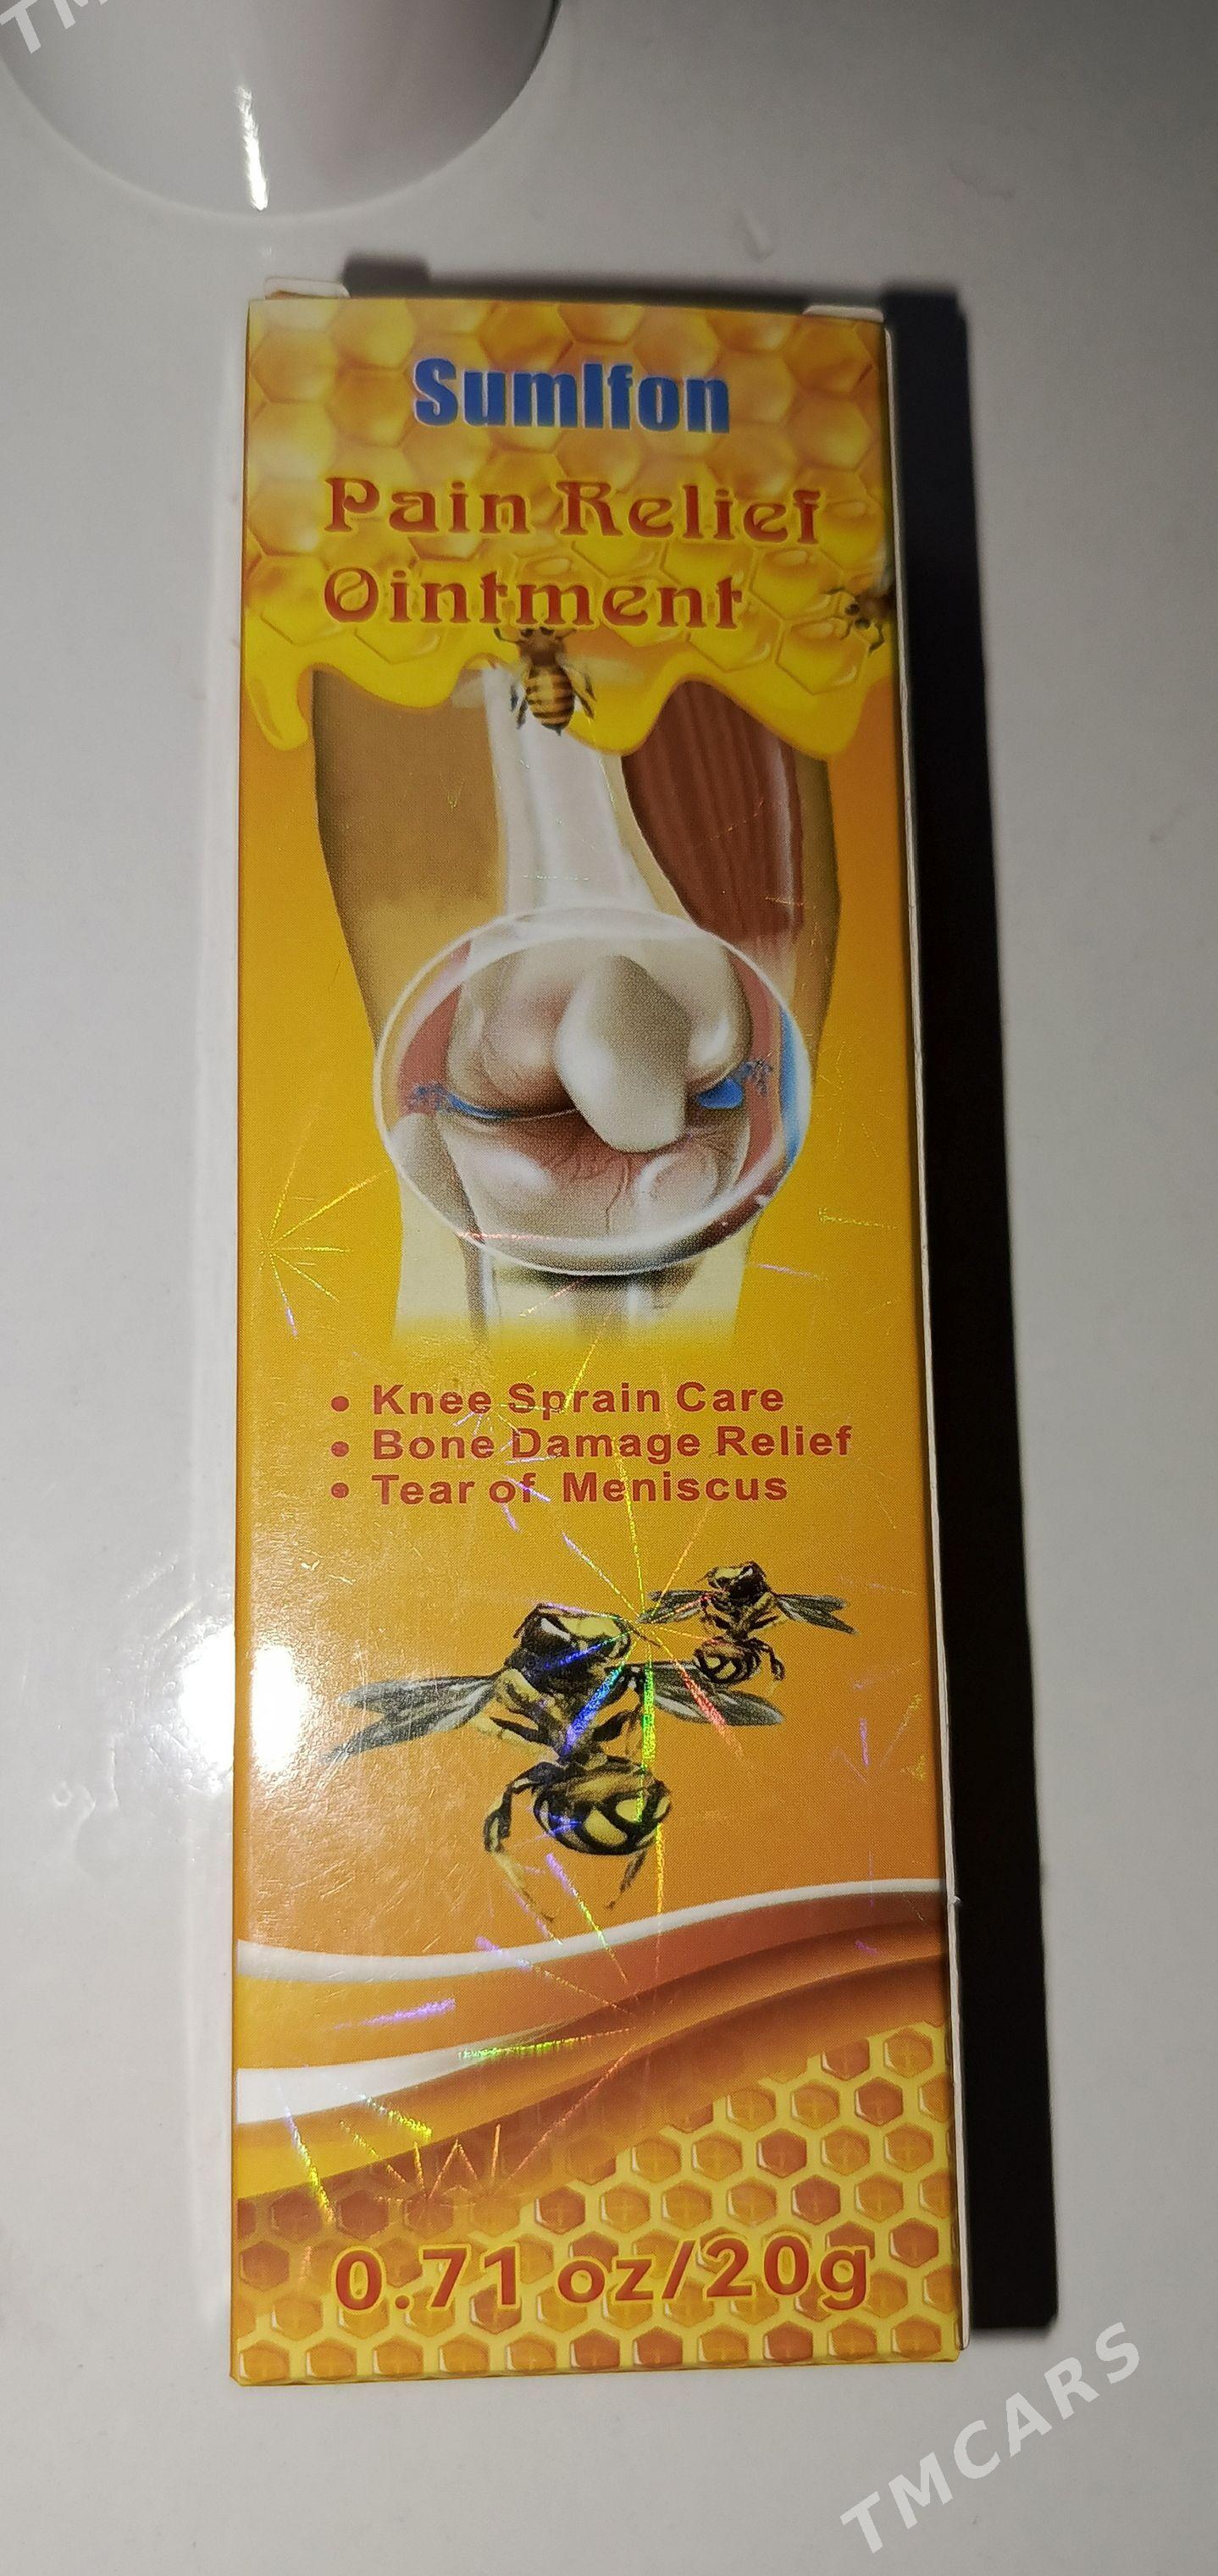 Sumlfon
Pain Relief
Ointment
• Knee Sprain Care
• Bone Damage Relief
• Tear of Meniscus
0.71 oz/20g
TMCARS